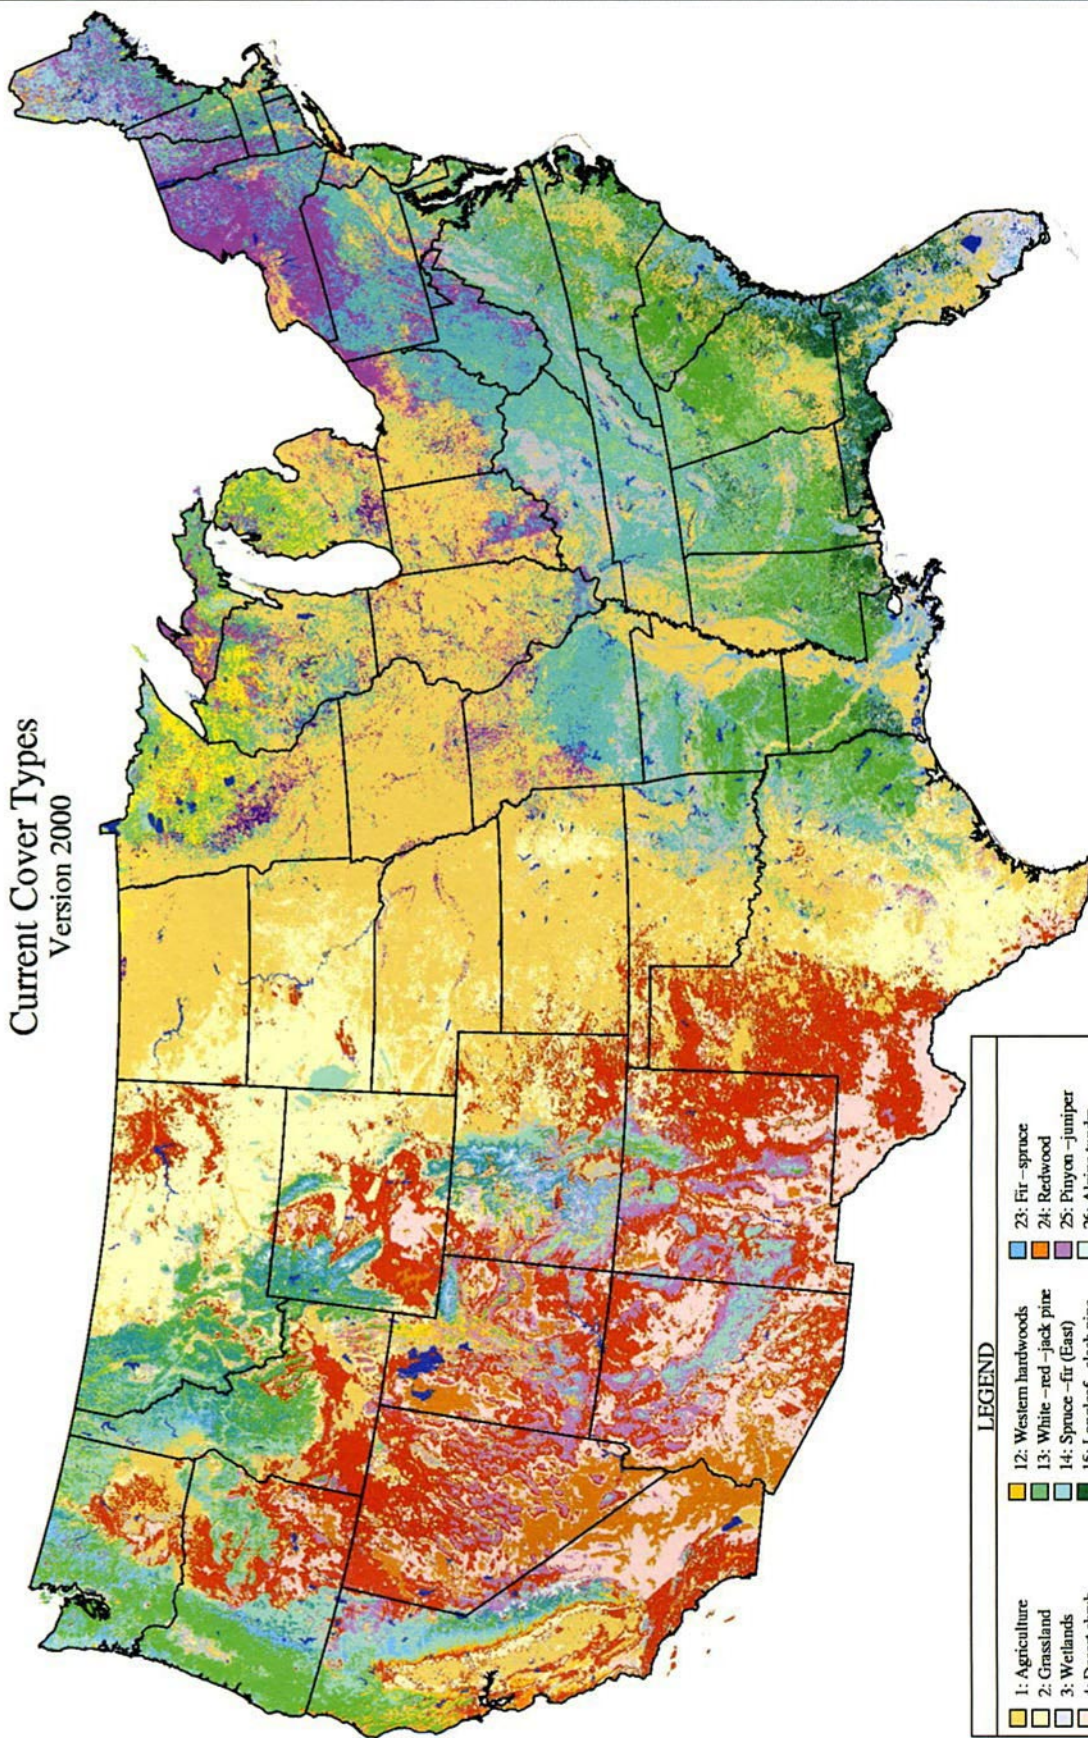 Current Cover Types
Version 2000
LEGEND
1: Agriculture
2: Grassland
3: Wetlands
12: Western hardwoods
13: White –red –jack pine
14: Spruce –fir (East)
23: Fir –spruce
24: Redwood
25: Pinyon –juniper